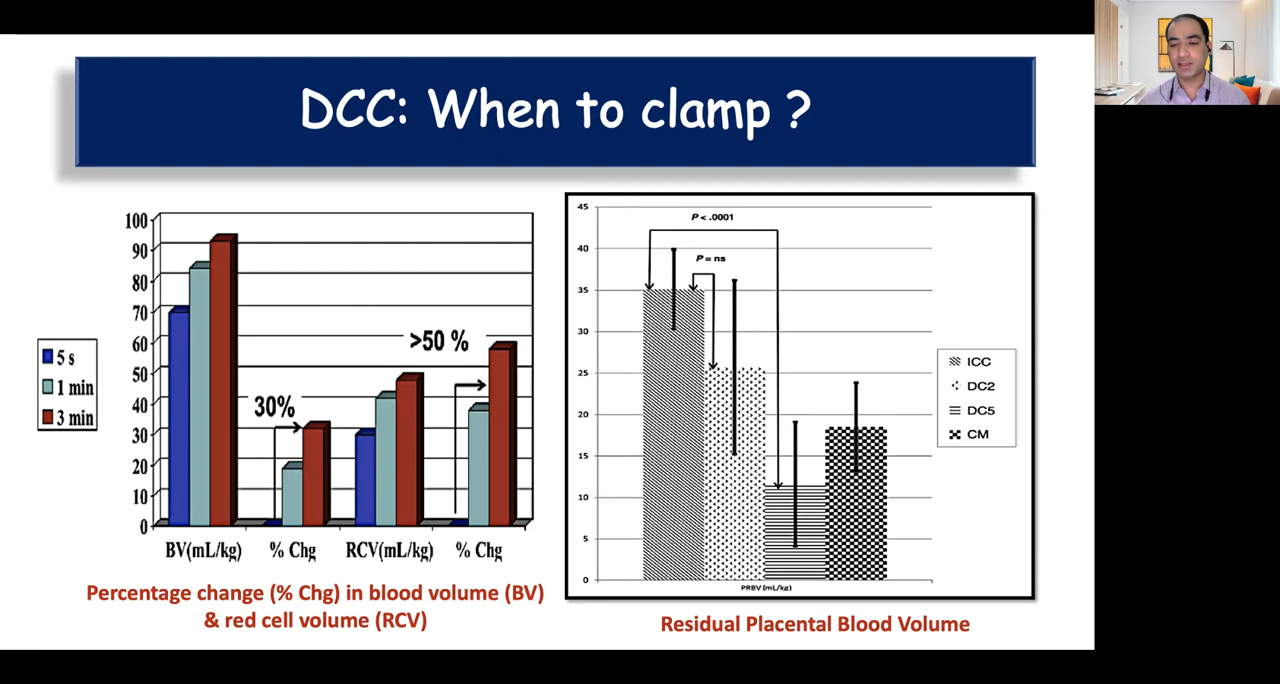 DCC: When to clamp ?
100
90
80
70
60
50
40
30
20
10
0
5 s
1 min
3 min
30%
>50 %
BV(mL/kg)
% Chg
RCV(mL/kg)
% Chg
Percentage change (% Chg) in blood volume (BV)
& red cell volume (RCV)
45
40
35
30
25
20
15
10
5
0
P < .0001
P = ns
ICC
DC2
DC5
CM
PRBV (mL/kg)
Residual Placental Blood Volume